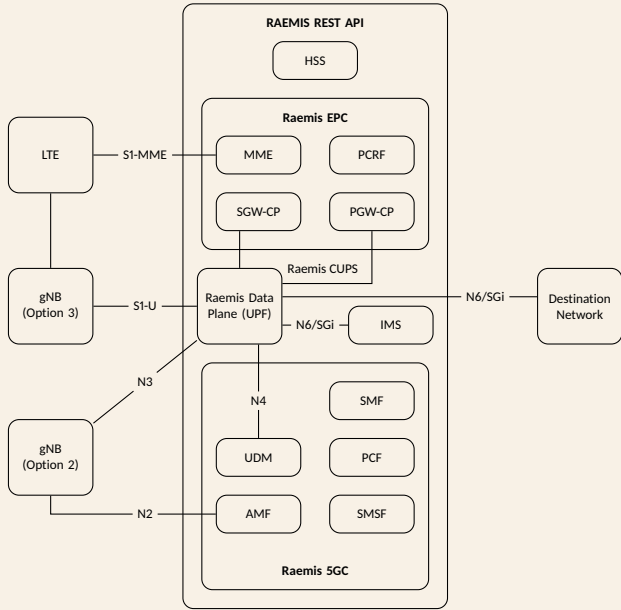 RAEMIS REST API
HSS
Raemis EPC
LTE
S1-MME
MME
PCRF
SGW-CP
PGW-CP
Raemis CUPS
gNB
(Option 3)
S1-U
Raemis Data
Plane (UPF)
N6/SGi
Destination
Network
N6/SGi
IMS
N3
N4
SMF
gNB
(Option 2)
UDM
PCF
N2
AMF
SMSF
Raemis 5GC